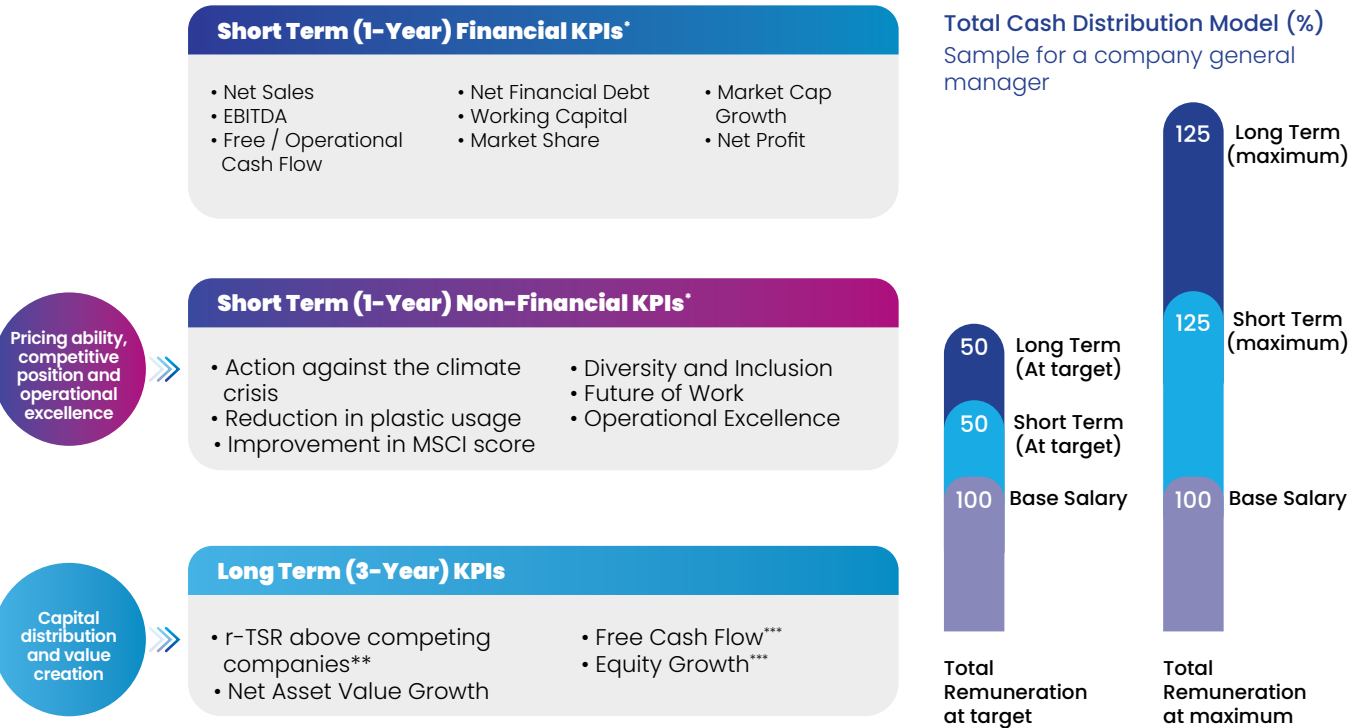 Short Term (1-Year) Financial KPIs*
• Net Sales
• EBITDA
• Free / Operational
Cash Flow
• Net Financial Debt
• Working Capital
• Market Share
• Market Cap
Growth
• Net Profit
Pricing ability,
competitive
position and
operational
excellence
Short Term (1-Year) Non-Financial KPIs*
• Action against the climate
crisis
• Reduction in plastic usage
• Improvement in MSCI score
• Diversity and Inclusion
• Future of Work
• Operational Excellence
Capital
distribution
and value
creation
Long Term (3-Year) KPIs
• r-TSR above competing
companies**
• Net Asset Value Growth
• Free Cash Flow***
• Equity Growth***
Total Cash Distribution Model (%)
Sample for a company general
manager
50
Long Term
(At target)
50
Short Term
(At target)
100
Base Salary
Total
Remuneration
at target
125
Long Term
(maximum)
125
Short Term
(maximum)
100
Base Salary
Total
Remuneration
at maximum